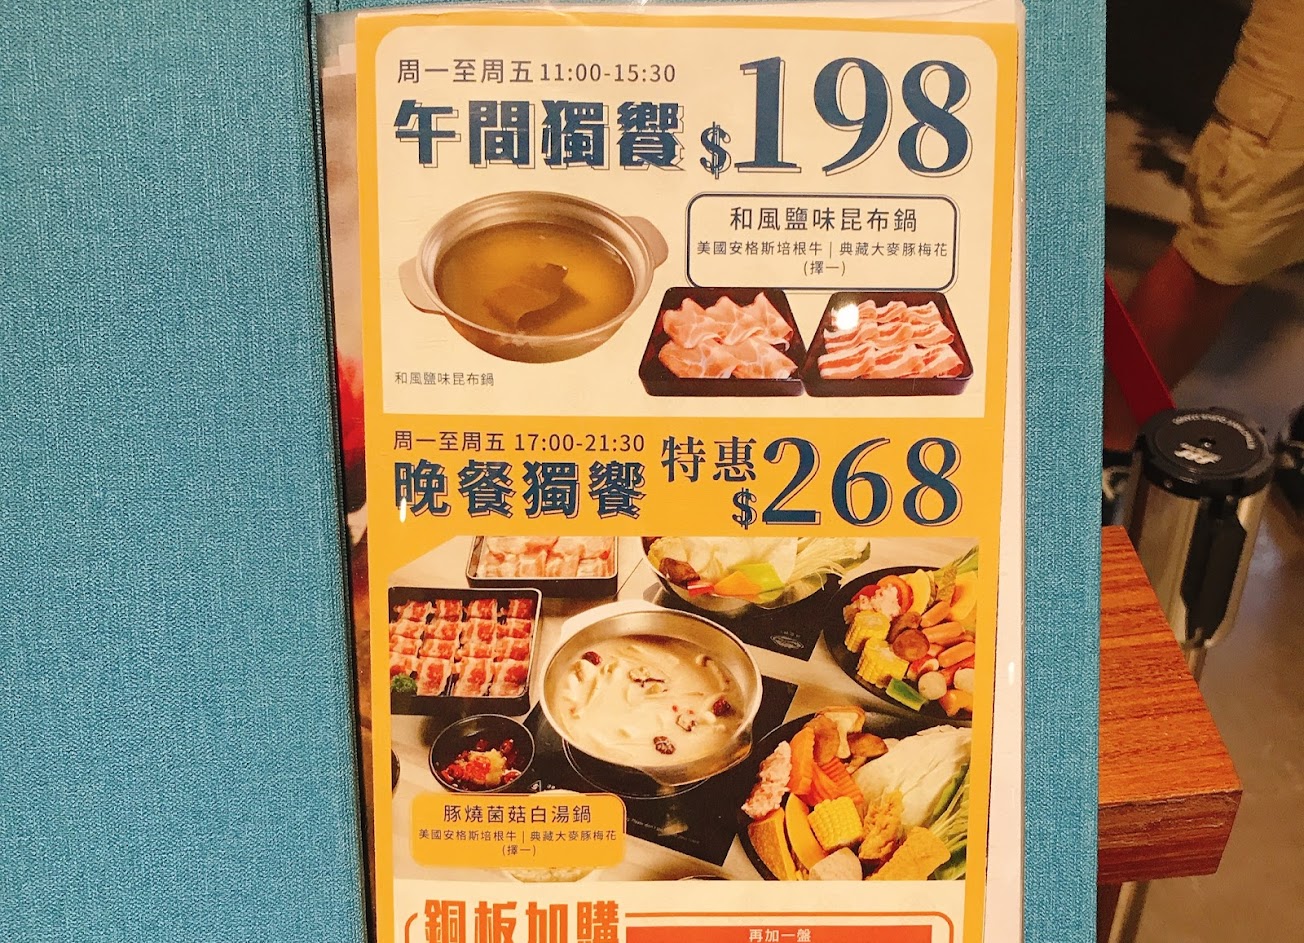 周一至周五 11:00-15:30
午間獨饗 $198
和風鹽味昆布鍋
美國安格斯培根牛 | 典藏大麥豚梅花
(擇一)
和風鹽味昆布鍋
周一至周五 17:00-21:30
晚餐獨饗 特惠 $268
豚燒菌菇白湯鍋
美國安格斯培根牛 | 典藏大麥豚梅花
(擇一)
銅板加購
再加一盤